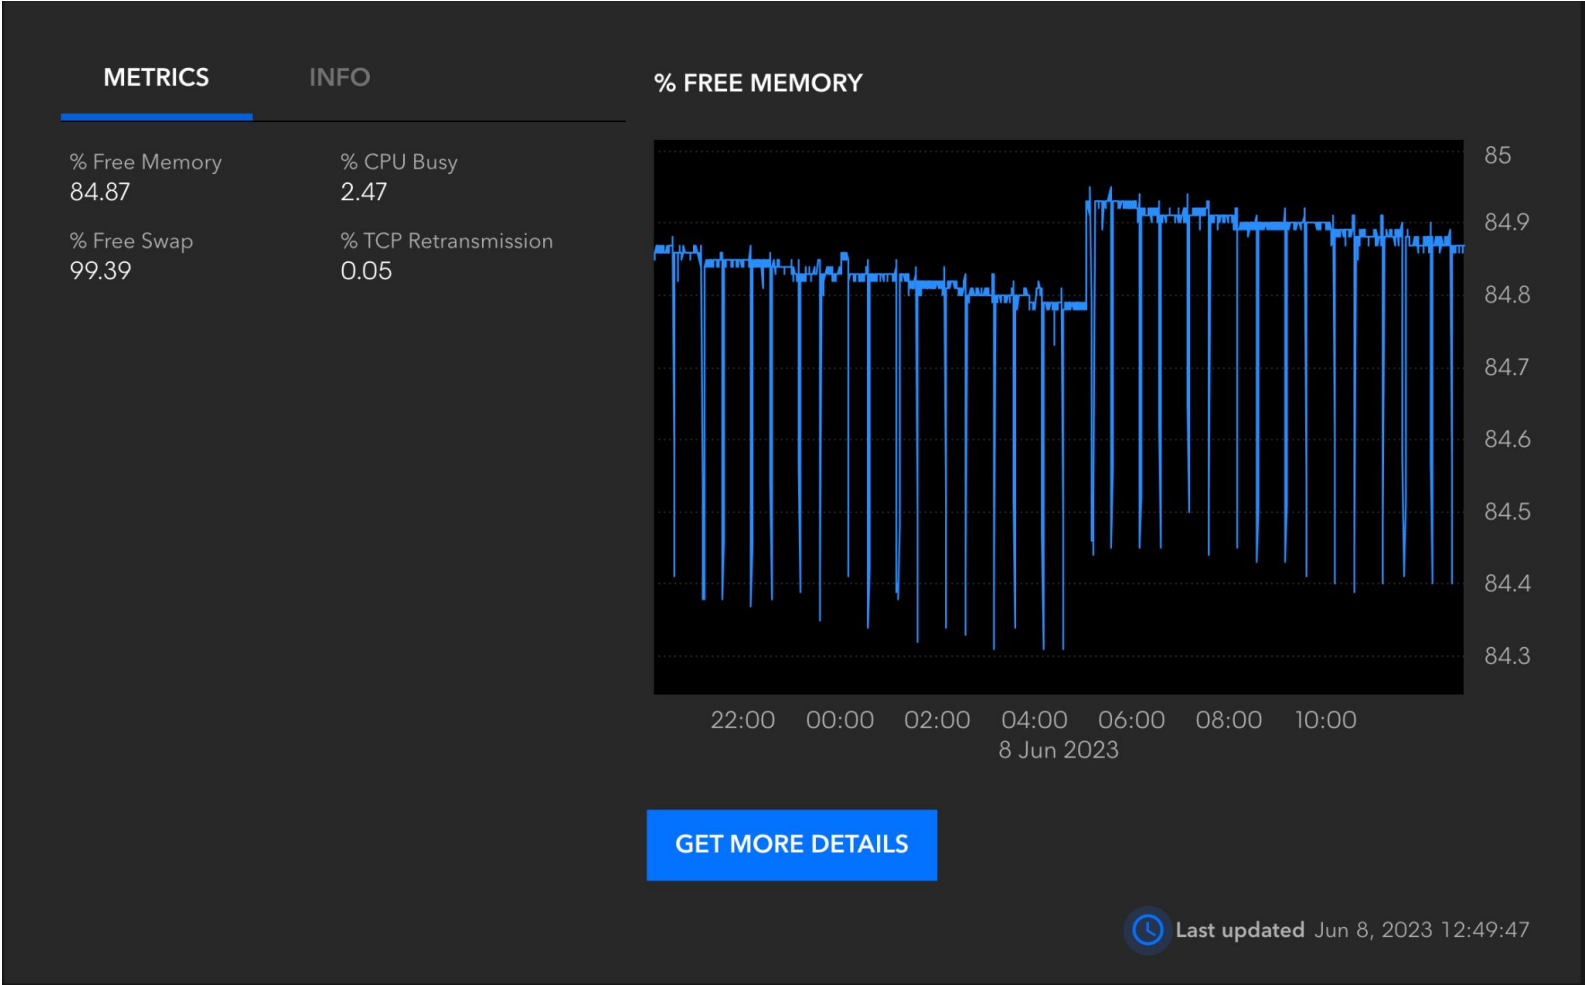 METRICS INFO
% Free Memory % CPU Busy
84.87 2.47
% Free Swap % TCP Retransmission
99.39 0.05
% FREE MEMORY
85
84.9
84.8
84.7
84.6
84.5
84.4
84.3
22:00 00:00 02:00 04:00 06:00 08:00 10:00
8 Jun 2023
GET MORE DETAILS
Last updated Jun 8, 2023 12:49:47